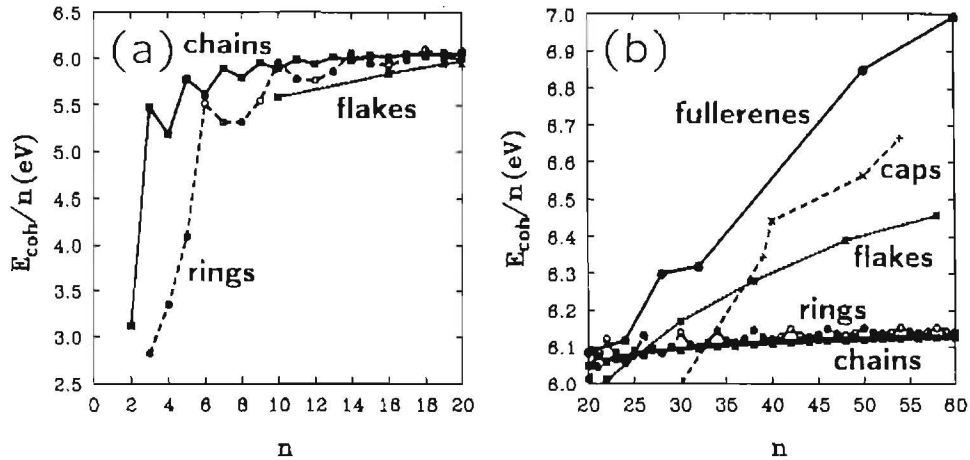 (a)
chains
flakes
rings
E_coh/n(eV)
6.5
6.0
5.5
5.0
4.5
4.0
3.5
3.0
2.5
0 2 4 6 8 10 12 14 16 18 20
n
(b)
fullerenes
caps
flakes
rings
chains
E_coh/n(eV)
7.0
6.9
6.8
6.7
6.6
6.5
6.4
6.3
6.2
6.1
6.0
20 25 30 35 40 45 50 55 60
n